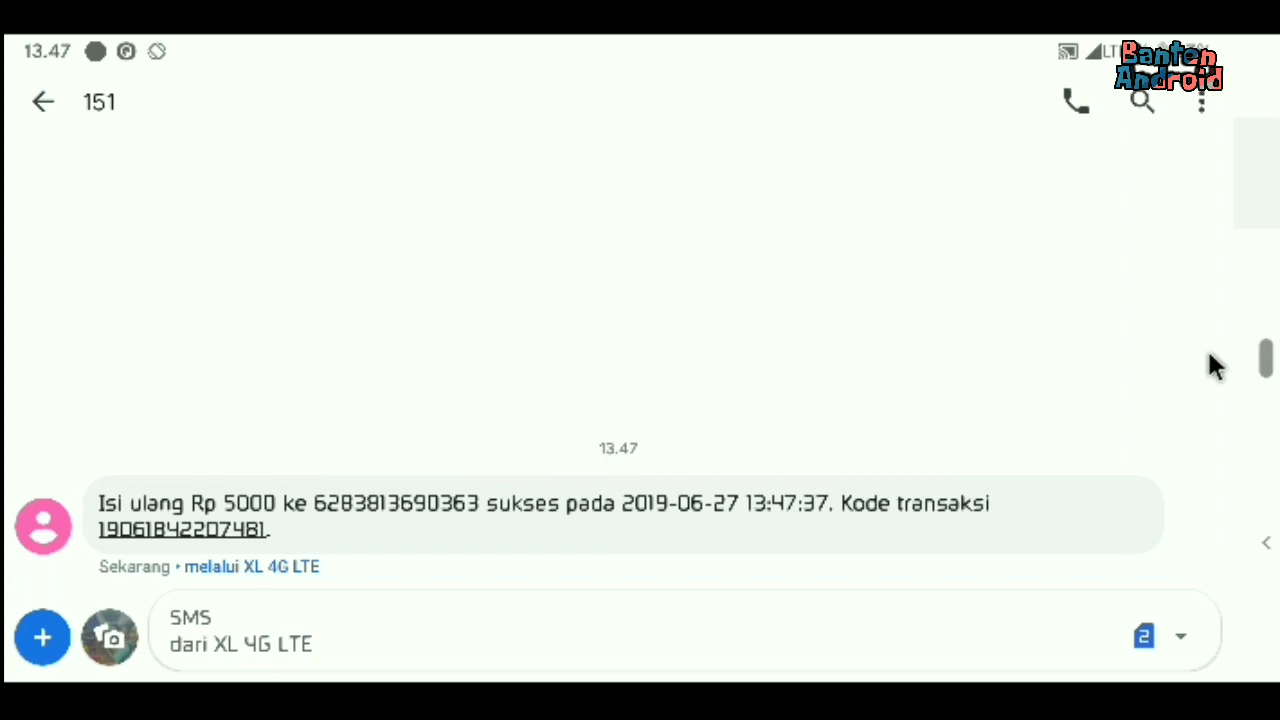 13.47
LT
Banten
Android
151
13.47
Isi ulang Rp 5000 ke 6283813690363 sukses pada 2019-06-27 13:47:37. Kode transaksi
19061842207481.
Sekarang • melalui XL 4G LTE
SMS
dari XL 4G LTE
2